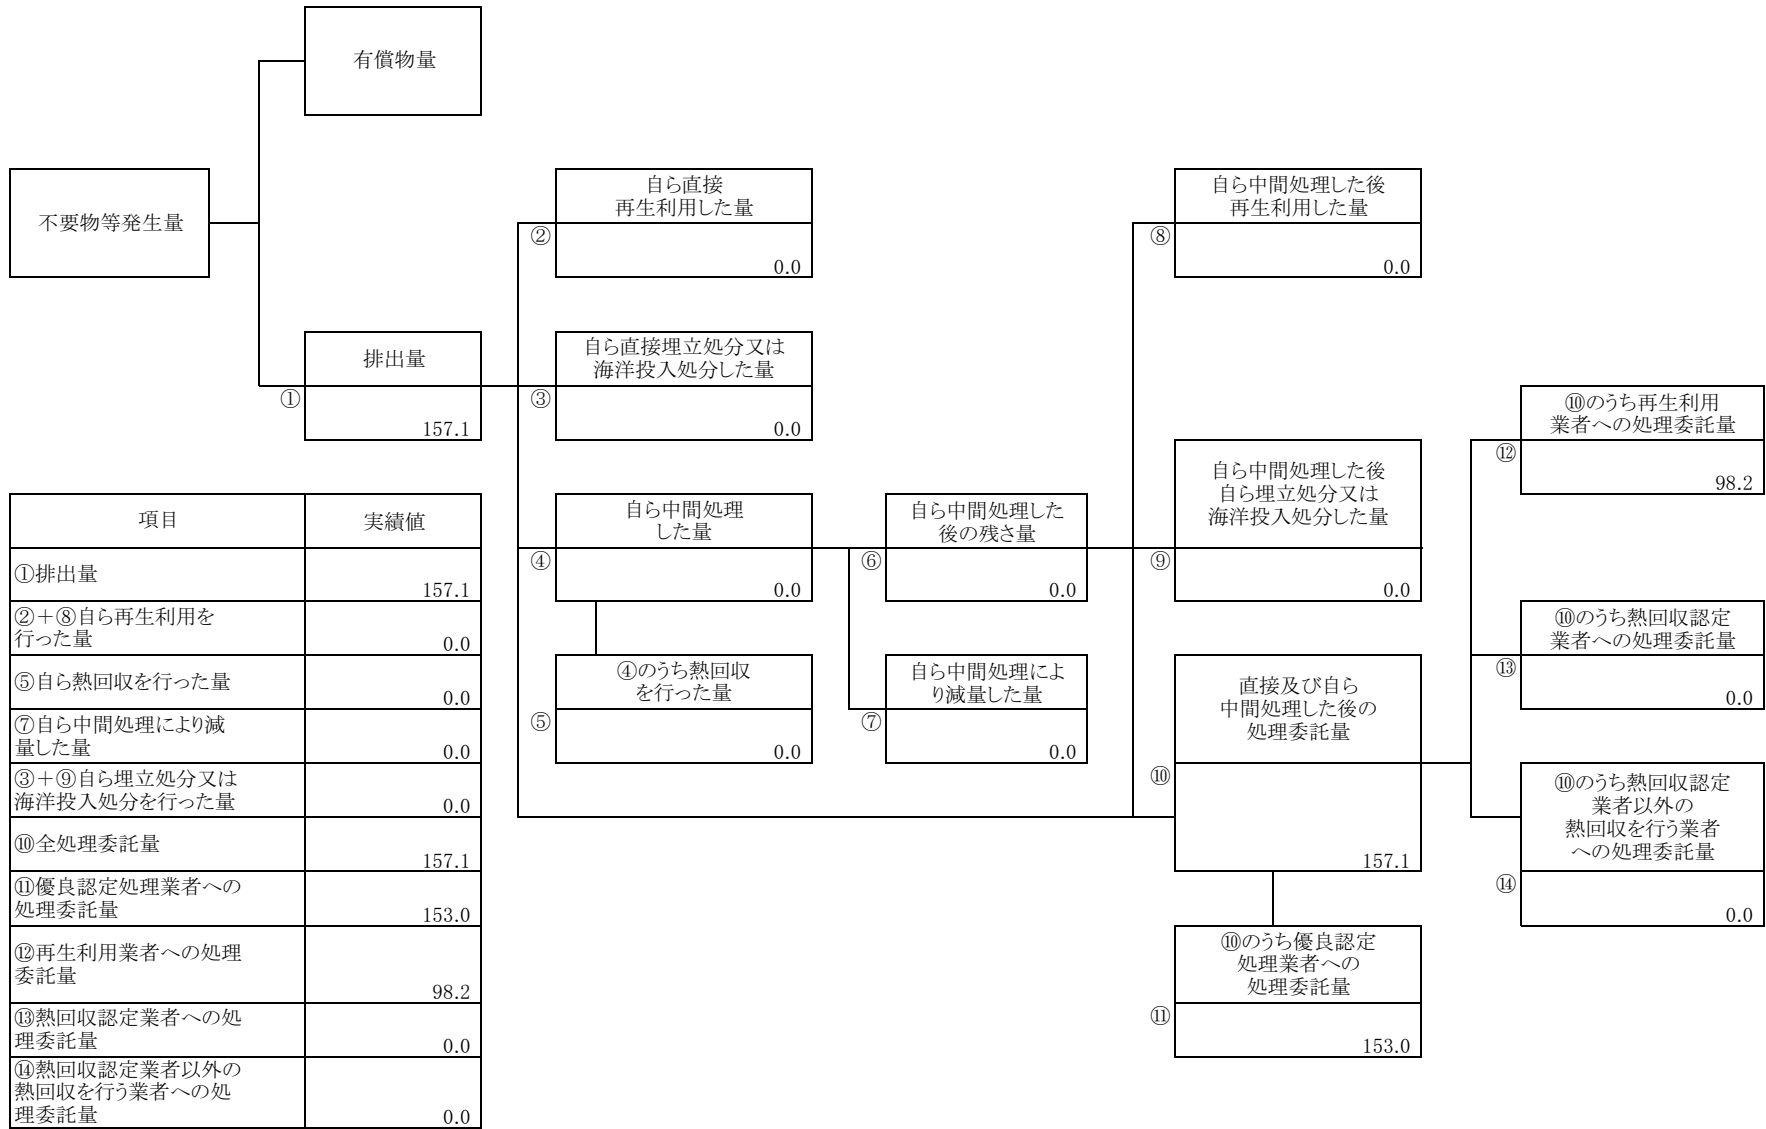 有償物量
不要物等発生量
排出量
①
157.1
自ら直接
再生利用した量
②
0.0
自ら直接埋立処分又は
海洋投入処分した量
③
0.0
自ら中間処理
した量
④
0.0
④のうち熱回収
を行った量
⑤
0.0
自ら中間処理した
後の残さ量
⑥
0.0
自ら中間処理によ
り減量した量
⑦
0.0
自ら中間処理した後
再生利用した量
⑧
0.0
自ら中間処理した後
自ら埋立処分又は
海洋投入処分した量
⑨
0.0
直接及び自ら
中間処理した後の
処理委託量
⑩
157.1
⑩のうち優良認定
処理業者への
処理委託量
⑪
153.0
⑩のうち再生利用
業者への処理委託量
⑫
98.2
⑩のうち熱回収認定
業者への処理委託量
⑬
0.0
⑩のうち熱回収認定
業者以外の
熱回収を行う業者
への処理委託量
⑭
0.0
項目 実績値
①排出量
157.1
②+⑧自ら再生利用を
行った量
0.0
⑤自ら熱回収を行った量
0.0
⑦自ら中間処理により減
量した量
0.0
③+⑨自ら埋立処分又は
海洋投入処分を行った量
0.0
⑩全処理委託量
157.1
⑪優良認定処理業者への
処理委託量
153.0
⑫再生利用業者への処理
委託量
98.2
⑬熱回収認定業者への処
理委託量
0.0
⑭熱回収認定業者以外の
熱回収を行う業者への処
理委託量
0.0